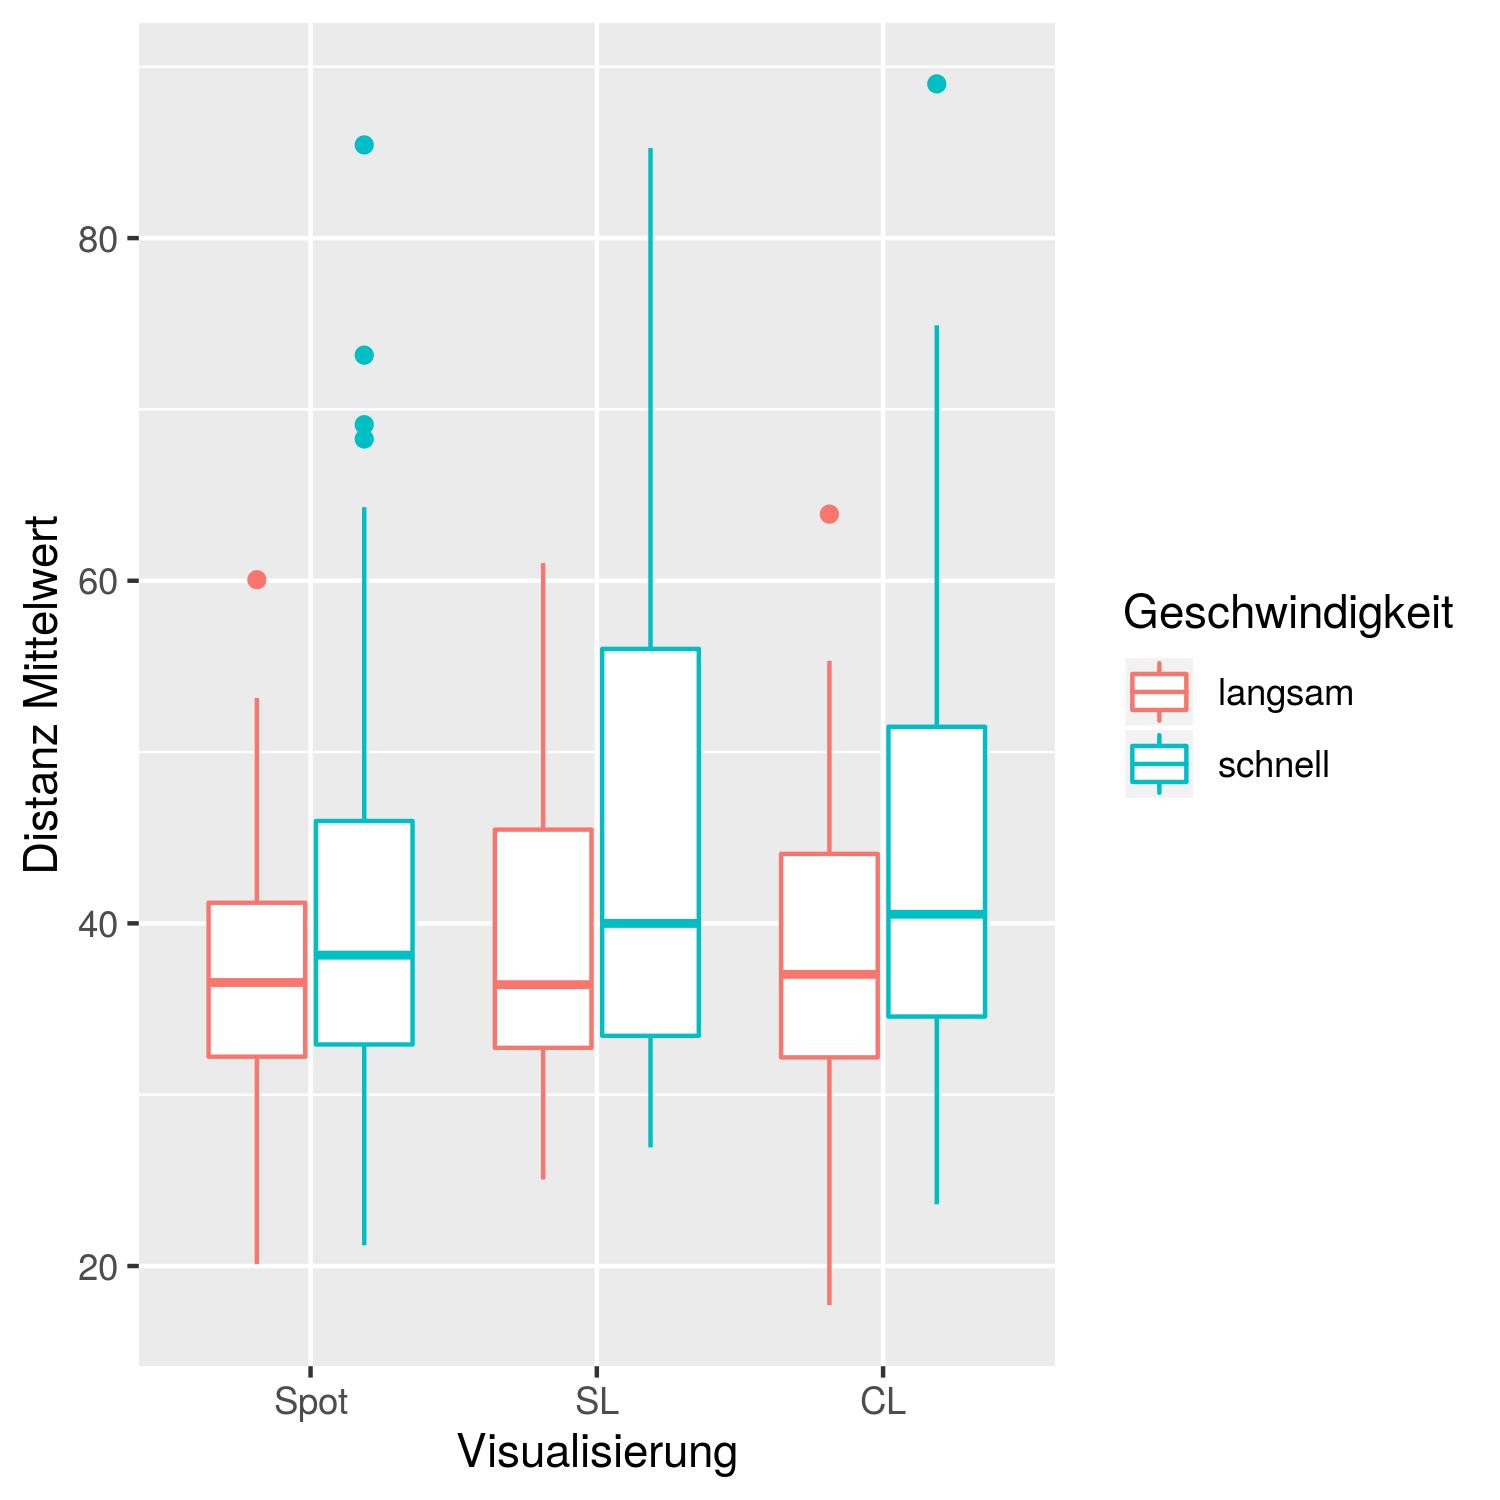 80
60
40
20
Distanz Mittelwert
Spot
SL
CL
Visualisierung
Geschwindigkeit
langsam
schnell